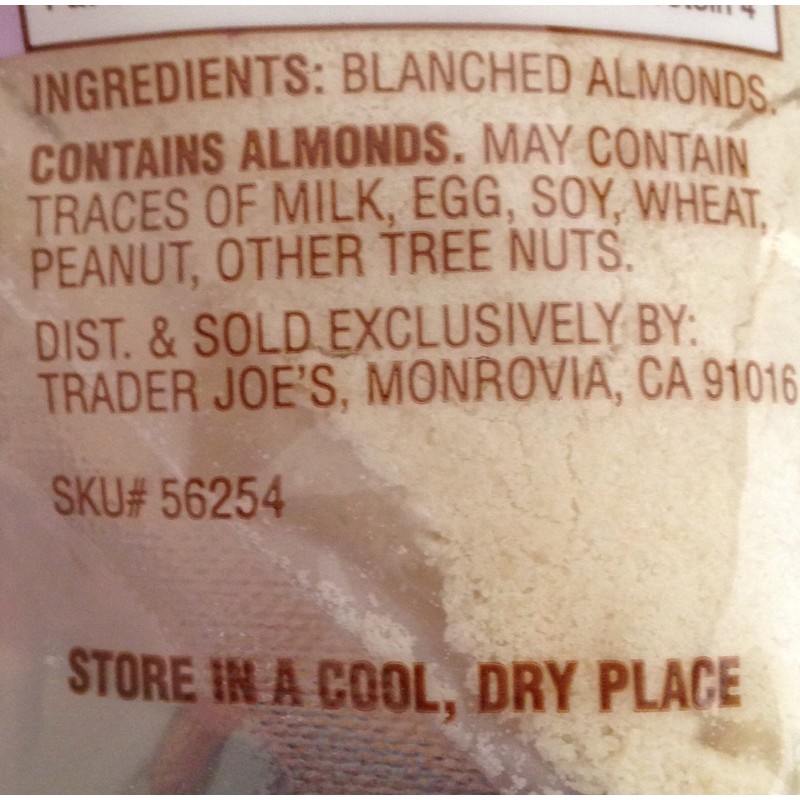 INGREDIENTS: BLANCHED ALMONDS.
CONTAINS ALMONDS. MAY CONTAIN
TRACES OF MILK, EGG, SOY, WHEAT,
PEANUT, OTHER TREE NUTS.
DIST. & SOLD EXCLUSIVELY BY:
TRADER JOE'S, MONROVIA, CA 91016
SKU# 56254
STORE IN A COOL, DRY PLACE